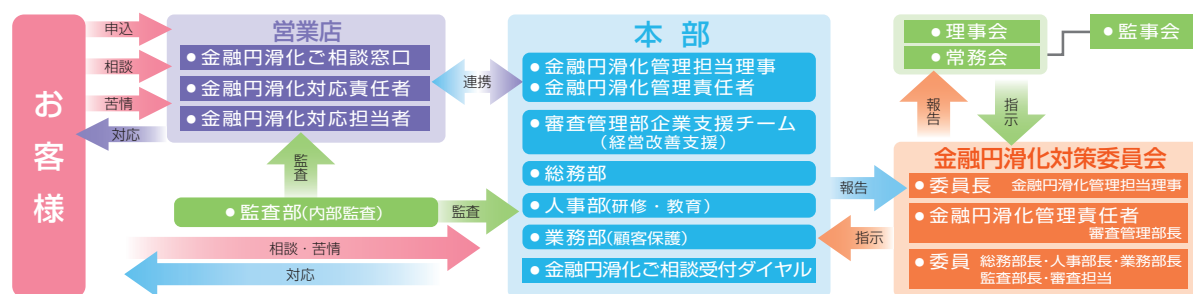 お客様
申込
相談
苦情
対応
営業店
●金融円滑化ご相談窓口
●金融円滑化対応責任者
●金融円滑化対応担当者
監査
●監査部(内部監査)
監査
相談・苦情
対応
連携
本部
●金融円滑化管理担当理事
●金融円滑化管理責任者
●審査管理部企業支援チーム
(経営改善支援)
●総務部
●人事部(研修・教育)
●業務部(顧客保護)
●金融円滑化ご相談受付ダイヤル
報告
指示
●理事会
●常務会
●監事会
報告
指示
金融円滑化対策委員会
●委員長 金融円滑化管理担当理事
●金融円滑化管理責任者
審査管理部長
●委員 総務部長・人事部長・業務部長
監査部長・審査担当